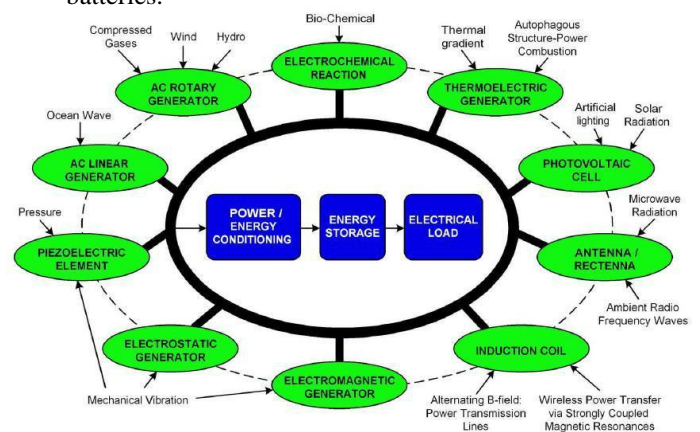 batteries.
Bio-Chemical
Compressed
Gases
Wind
Hydro
Thermal
gradient
Autophagous
Structure-Power
Combustion
ELECTROCHEMICAL
REACTION
AC ROTARY
GENERATOR
THERMOELECTRIC
GENERATOR
Ocean Wave
Artificial
lighting
Solar
Radiation
AC LINEAR
GENERATOR
PHOTOVOLTAIC
CELL
Pressure
POWER /
ENERGY
CONDITIONING
ENERGY
STORAGE
ELECTRICAL
LOAD
Microwave
Radiation
PIEZOELECTRIC
ELEMENT
ANTENNA /
RECTENNA
Ambient Radio
Frequency Waves
ELECTROSTATIC
GENERATOR
INDUCTION COIL
ELECTROMAGNETIC
GENERATOR
Mechanical Vibration
Alternating B-field:
Power Transmission
Lines
Wireless Power Transfer
via Strongly Coupled
Magnetic Resonances